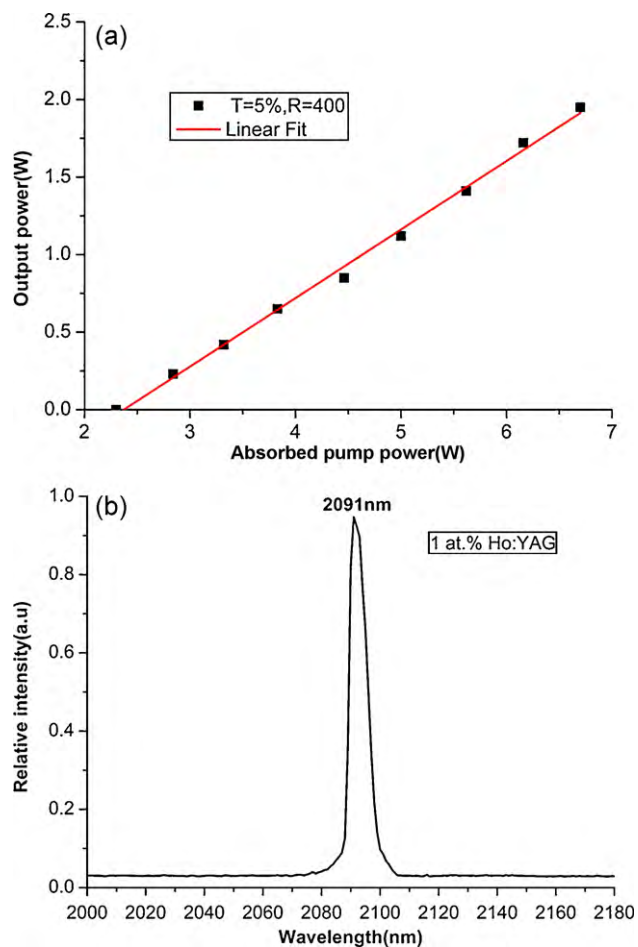 (a)
2.5
2.0
1.5
1.0
0.5
0.0
Output power(W)
T=5%,R=400
Linear Fit
2 3 4 5 6 7
Absorbed pump power(W)
(b)
1.0
0.8
0.6
0.4
0.2
0.0
Relative intensity(a.u)
2091nm
1 at.% Ho:YAG
2000 2020 2040 2060 2080 2100 2120 2140 2160 2180
Wavelength(nm)